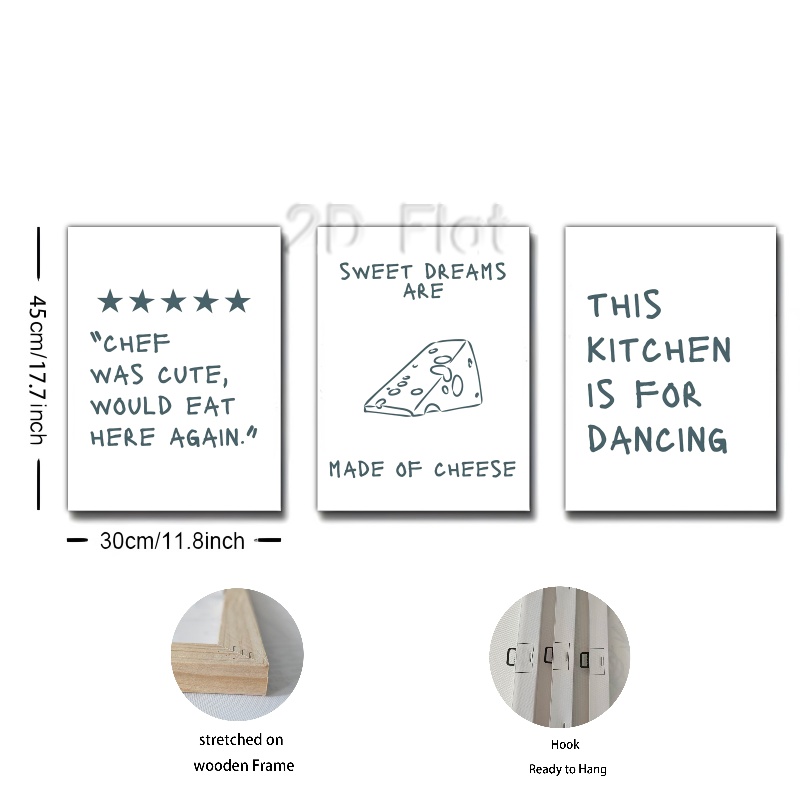 2D Flat
★★★★★
"CHEF
WAS CUTE,
WOULD EAT
HERE AGAIN."
SWEET DREAMS
ARE
MADE OF CHEESE
THIS
KITCHEN
IS FOR
DANCING
45cm/17.7inch
30cm/11.8inch
stretched on
wooden Frame
Hook
Ready to Hang